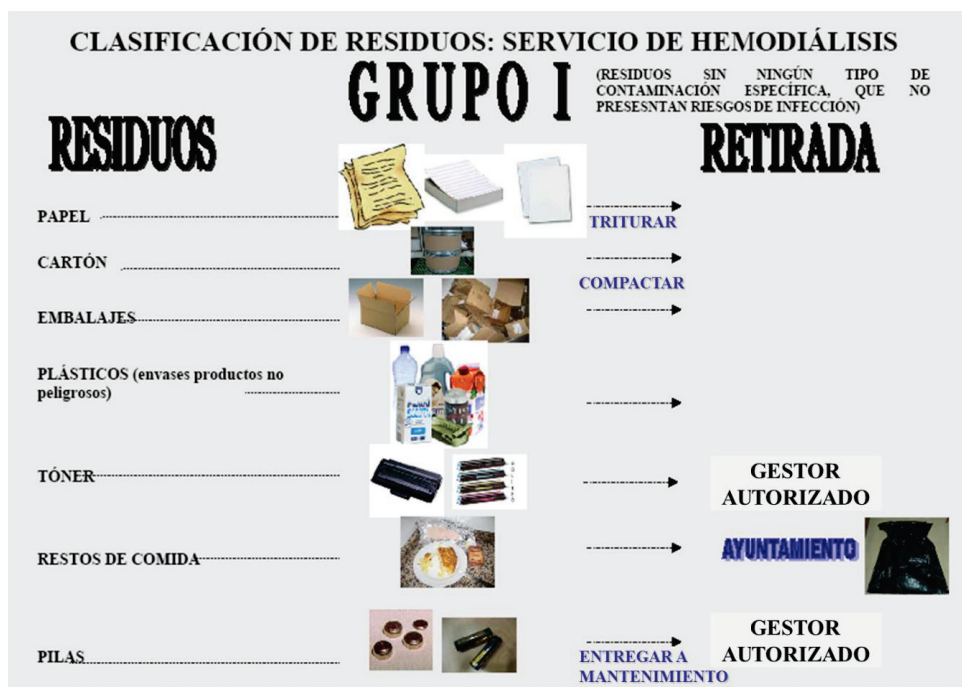 CLASIFICACIÓN DE RESIDUOS: SERVICIO DE HEMODIÁLISIS
GRUPO I
(RESIDUOS SIN NINGÚN TIPO DE
CONTAMINACIÓN ESPECÍFICA, QUE NO
PRESESNTAN RIESGOS DE INFECCIÓN)
RESIDUOS
RETIRADA
PAPEL
TRITURAR
CARTÓN
COMPACTAR
EMBALAJES
PLÁSTICOS (envases productos no
peligrosos)
TÓNER
GESTOR
AUTORIZADO
RESTOS DE COMIDA
AYUNTAMIENTO
PILAS
ENTREGAR A
MANTENIMIENTO
GESTOR
AUTORIZADO